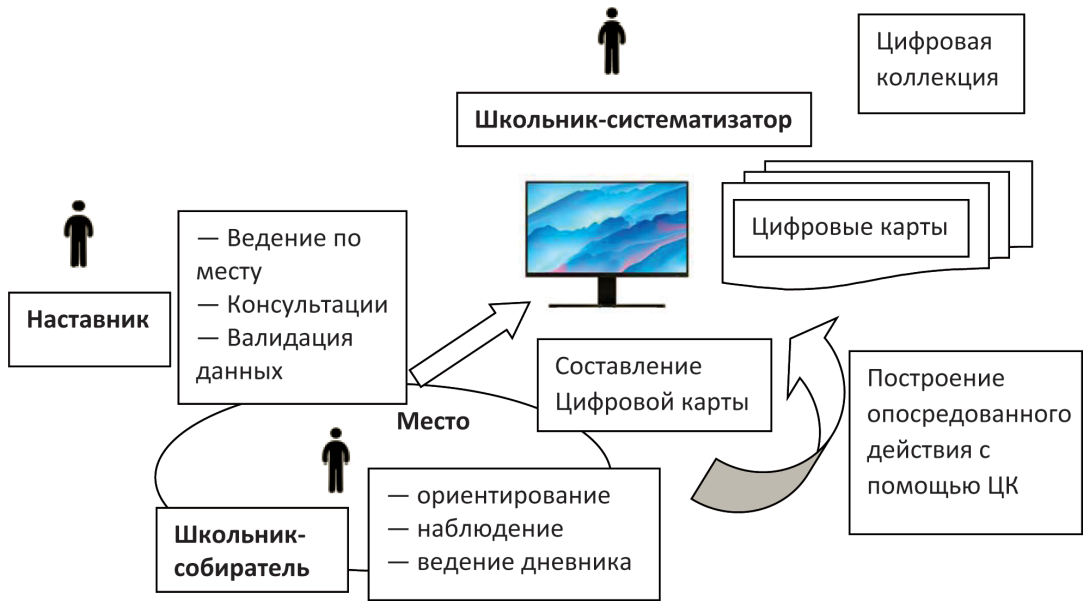 Школьник-систематизатор
Цифровая
коллекция
Цифровые карты
Наставник
— Ведение по
месту
— Консультации
— Валидация
данных
Составление
Цифровой карты
Построение
опосредованного
действия с
помощью ЦК
Место
Школьник-
собиратель
— ориентирование
— наблюдение
— ведение дневника